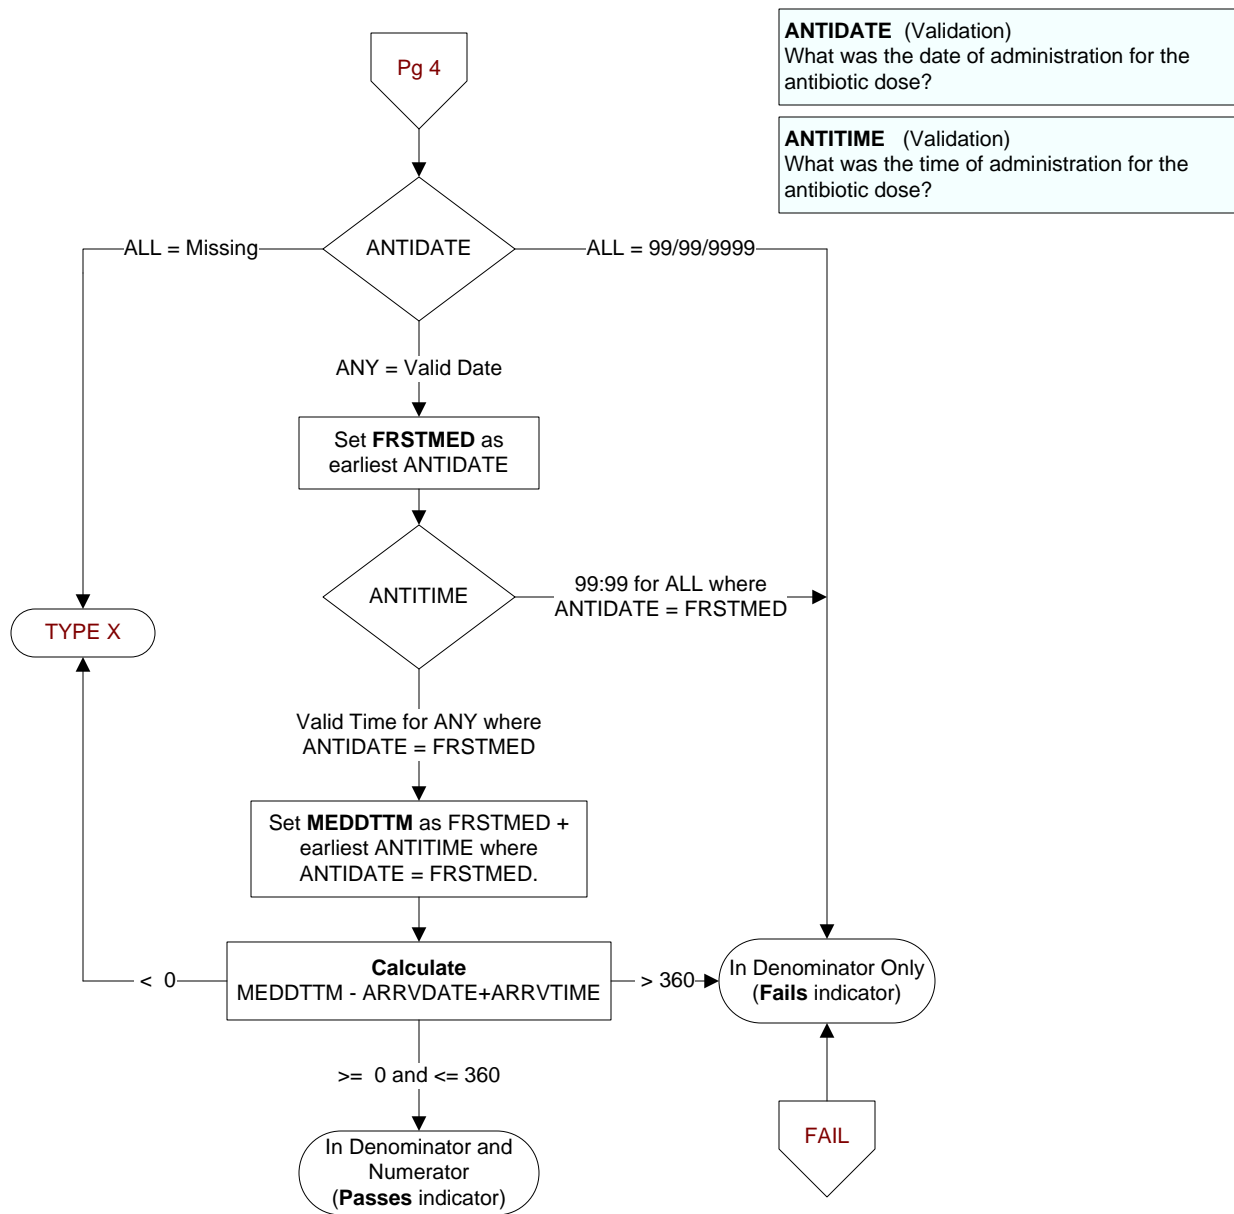 Pg 4
ANTIDATE (Validation)
What was the date of administration for the
antibiotic dose?
ANTITIME (Validation)
What was the time of administration for the
antibiotic dose?
ALL = Missing
ANTIDATE
ALL = 99/99/9999
ANY = Valid Date
Set FRSTMED as
earliest ANTIDATE
ANTITIME
99:99 for ALL where
ANTIDATE = FRSTMED
TYPE X
Valid Time for ANY where
ANTIDATE = FRSTMED
Set MEDDTTM as FRSTMED +
earliest ANTITIME where
ANTIDATE = FRSTMED.
< 0
Calculate
MEDDTTM - ARRVDATE+ARRVTIME
> 360
In Denominator Only
(Fails indicator)
>= 0 and <= 360
In Denominator and
Numerator
(Passes indicator)
FAIL